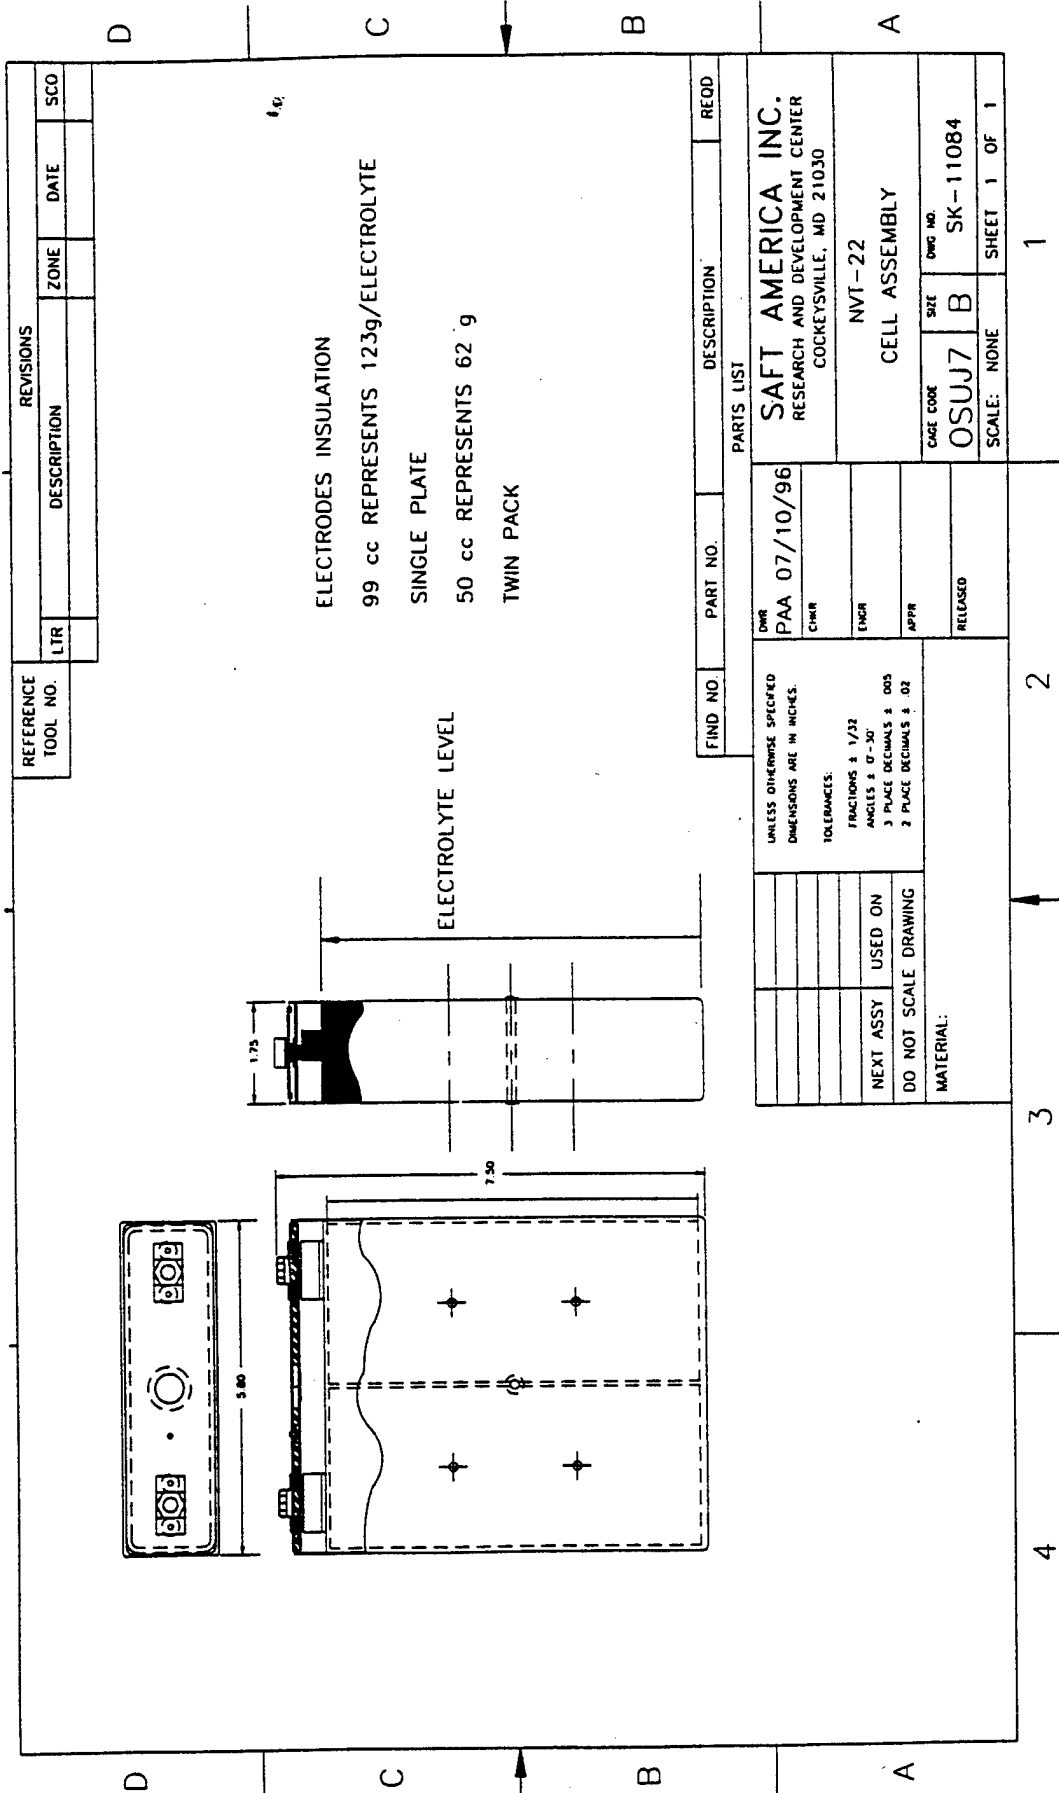 D
C
B
A
REFERENCE
TOOL NO.
REVISIONS
LTR
DESCRIPTION
ZONE
DATE
SCO
5.80
7.50
1.75
ELECTROLYTE LEVEL
ELECTRODES INSULATION
99 cc REPRESENTS 123g/ELECTROLYTE
SINGLE PLATE
50 cc REPRESENTS 62 g
TWIN PACK
FIND NO.
PART NO.
DESCRIPTION
REQD
PARTS LIST
NEXT ASSY
USED ON
DO NOT SCALE DRAWING
MATERIAL:
UNLESS OTHERWISE SPECIFIED
DIMENSIONS ARE IN INCHES.
TOLERANCES:
FRACTIONS ± 1/32
ANGLES ± 0°-30'
3 PLACE DECIMALS ± .005
2 PLACE DECIMALS ± .02
DWR
PAA 07/10/96
CHKR
ENGR
APPR
RELEASED
SAFT AMERICA INC.
RESEARCH AND DEVELOPMENT CENTER
COCKEYSVILLE, MD 21030
NVT-22
CELL ASSEMBLY
CAGE CODE
OSUJ7
SIZE
B
DWG NO.
SK-11084
SCALE: NONE
SHEET 1 OF 1
D
C
B
A
4
3
2
1